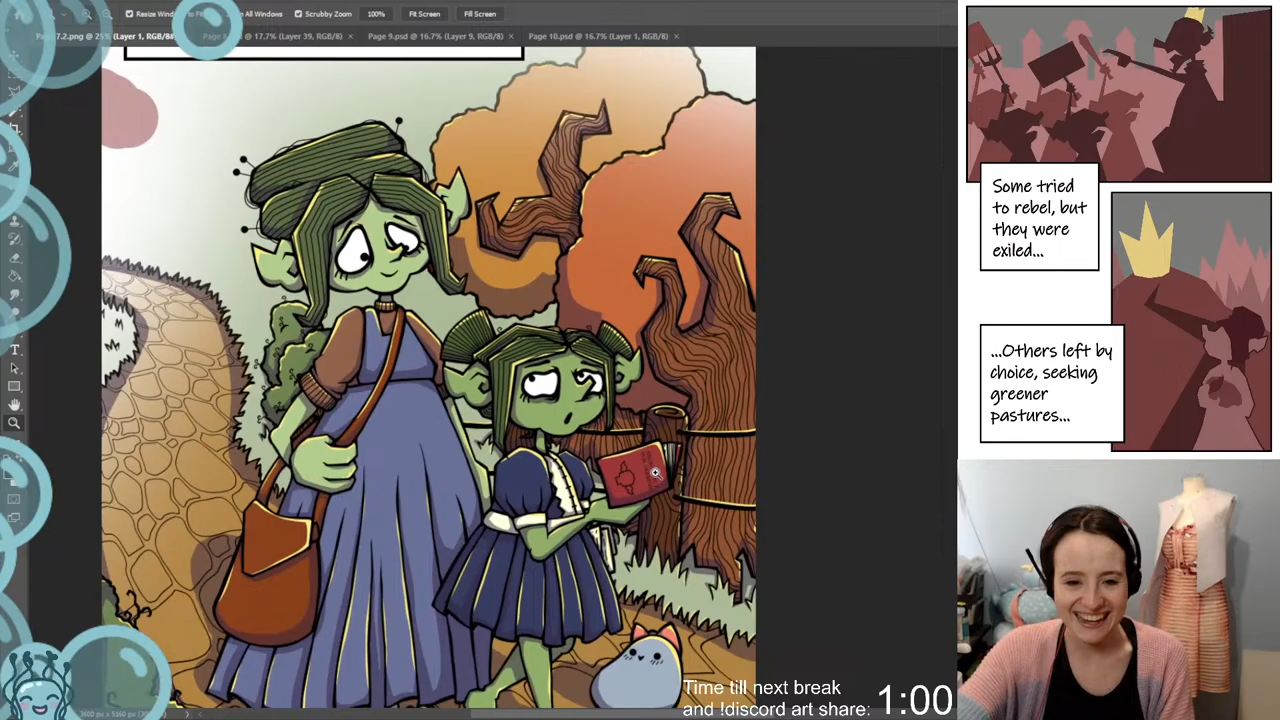 Scrubby Zoom
100%
Fit Screen
Fill Screen
Page 9.psd @ 16.7% (Layer 9, RGB/8)
Page 10.psd @ 16.7% (Layer 1, RGB/8)
Some tried
to rebel, but
they were
exiled...
...Others left by
choice, seeking
greener
pastures...
Time till next break
and !discord art share:
1:00